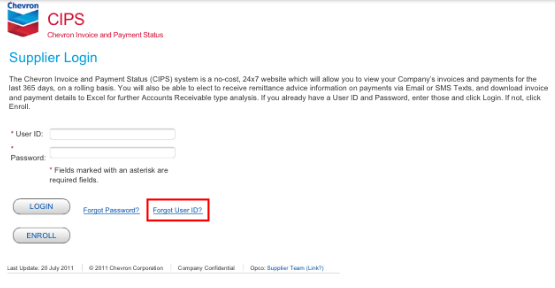 Chevron
CIPS
Chevron Invoice and Payment Status
Supplier Login
The Chevron Invoice and Payment Status (CIPS) system is a no-cost, 24x7 website which will allow you to view your Company's invoices and payments for the
last 365 days, on a rolling basis. You will also be able to elect to receive remittance advice information on payments via Email or SMS Texts, and download invoice
and payment details to Excel for further Accounts Receivable type analysis. If you already have a User ID and Password, enter those and click Login. If not, click
Enroll.
* User ID:
*
Password:
* Fields marked with an asterisk are
required fields.
LOGIN Forgot Password? Forgot User ID?
ENROLL
Last Update: 25 July 2011 © 2011 Chevron Corporation Company Confidential Opco: Supplier Team (Link?)